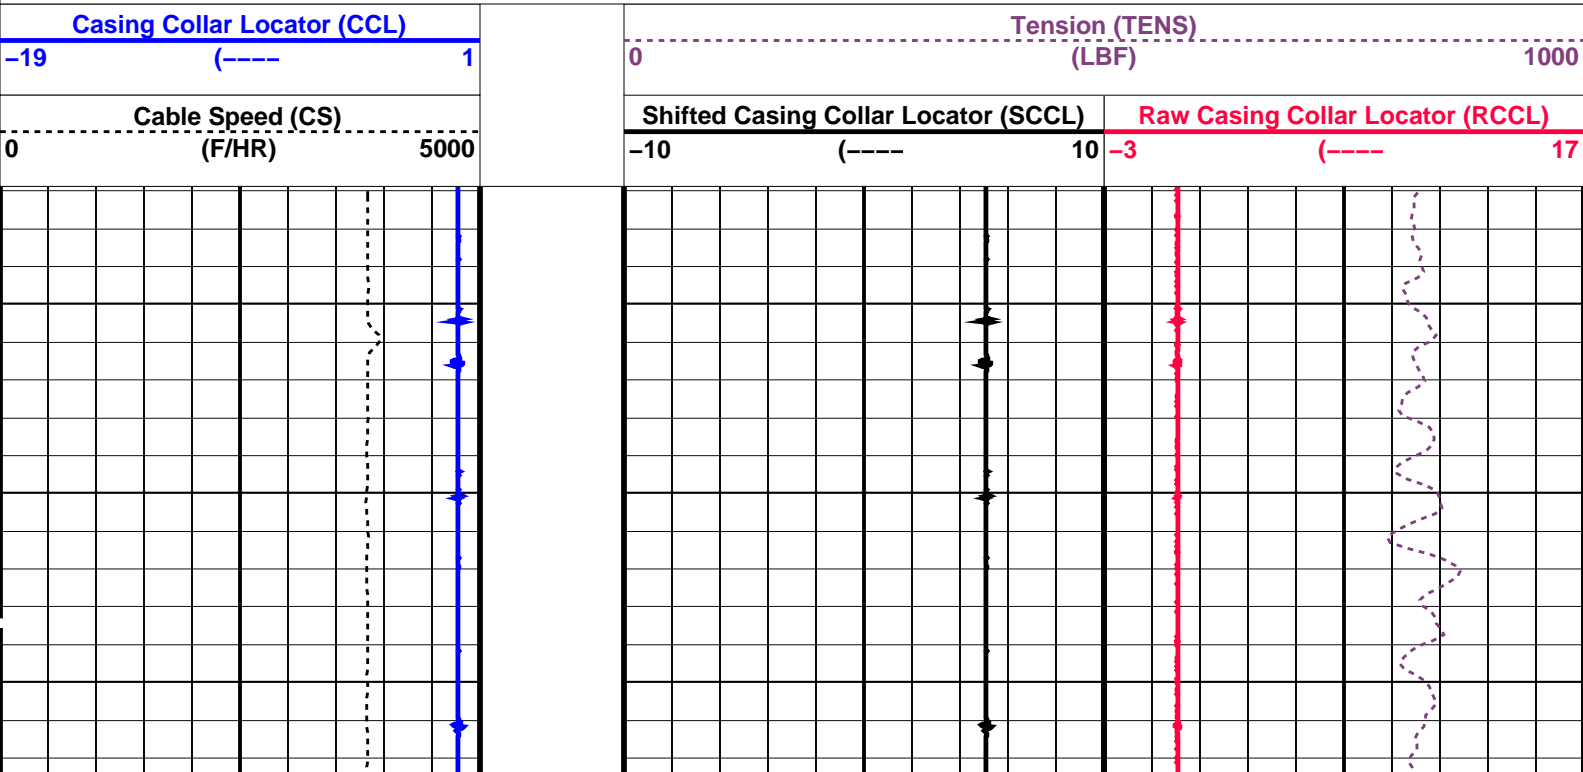 Casing Collar Locator (CCL)
−19 (−−−− 1
Tension (TENS)
0 (LBF) 1000
Cable Speed (CS)
0 (F/HR) 5000
Shifted Casing Collar Locator (SCCL)
−10 (−−−− 10
Raw Casing Collar Locator (RCCL)
−3 (−−−− 17